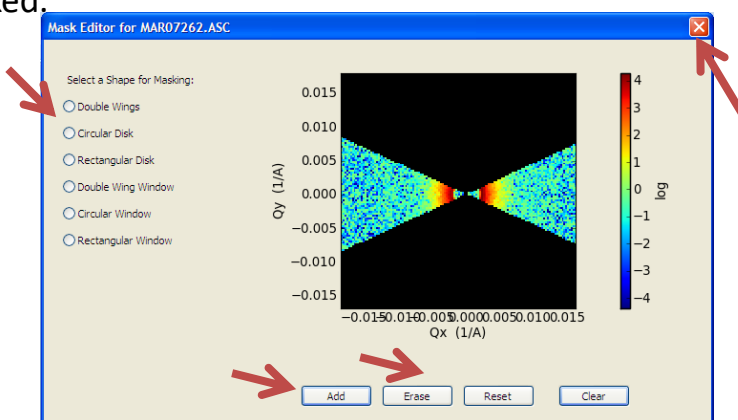 ked.
Mask Editor for MAR07262.ASC
Select a Shape for Masking:
Double Wings
Circular Disk
Rectangular Disk
Double Wing Window
Circular Window
Rectangular Window
0.015
0.010
0.005
0.000
−0.005
−0.010
−0.015
Qy (1/A)
−0.015 −0.010 −0.005 0.000 0.005 0.010 0.015
Qx (1/A)
4
3
2
1
0
−1
−2
−3
−4
log
Add Erase Reset Clear